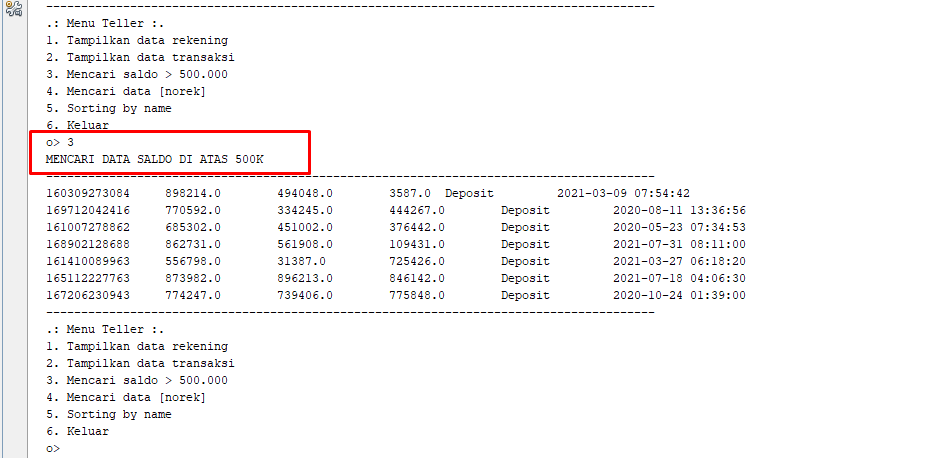 ---------------------------------------------------------------------------------------
.: Menu Teller :.
1. Tampilkan data rekening
2. Tampilkan data transaksi
3. Mencari saldo > 500.000
4. Mencari data [norek]
5. Sorting by name
6. Keluar
o> 3
MENCARI DATA SALDO DI ATAS 500K
---------------------------------------------------------------------------------------
160309273084 898214.0 494048.0 3587.0 Deposit 2021-03-09 07:54:42
169712042416 770592.0 334245.0 444267.0 Deposit 2020-08-11 13:36:56
161007278862 685302.0 451002.0 376442.0 Deposit 2020-05-23 07:34:53
168902128688 862731.0 561908.0 109431.0 Deposit 2021-07-31 08:11:00
161410089963 556798.0 31387.0 725426.0 Deposit 2021-03-27 06:18:20
165112227763 873982.0 896213.0 846142.0 Deposit 2021-07-18 04:06:30
167206230943 774247.0 739406.0 775848.0 Deposit 2020-10-24 01:39:00
---------------------------------------------------------------------------------------
.: Menu Teller :.
1. Tampilkan data rekening
2. Tampilkan data transaksi
3. Mencari saldo > 500.000
4. Mencari data [norek]
5. Sorting by name
6. Keluar
o>